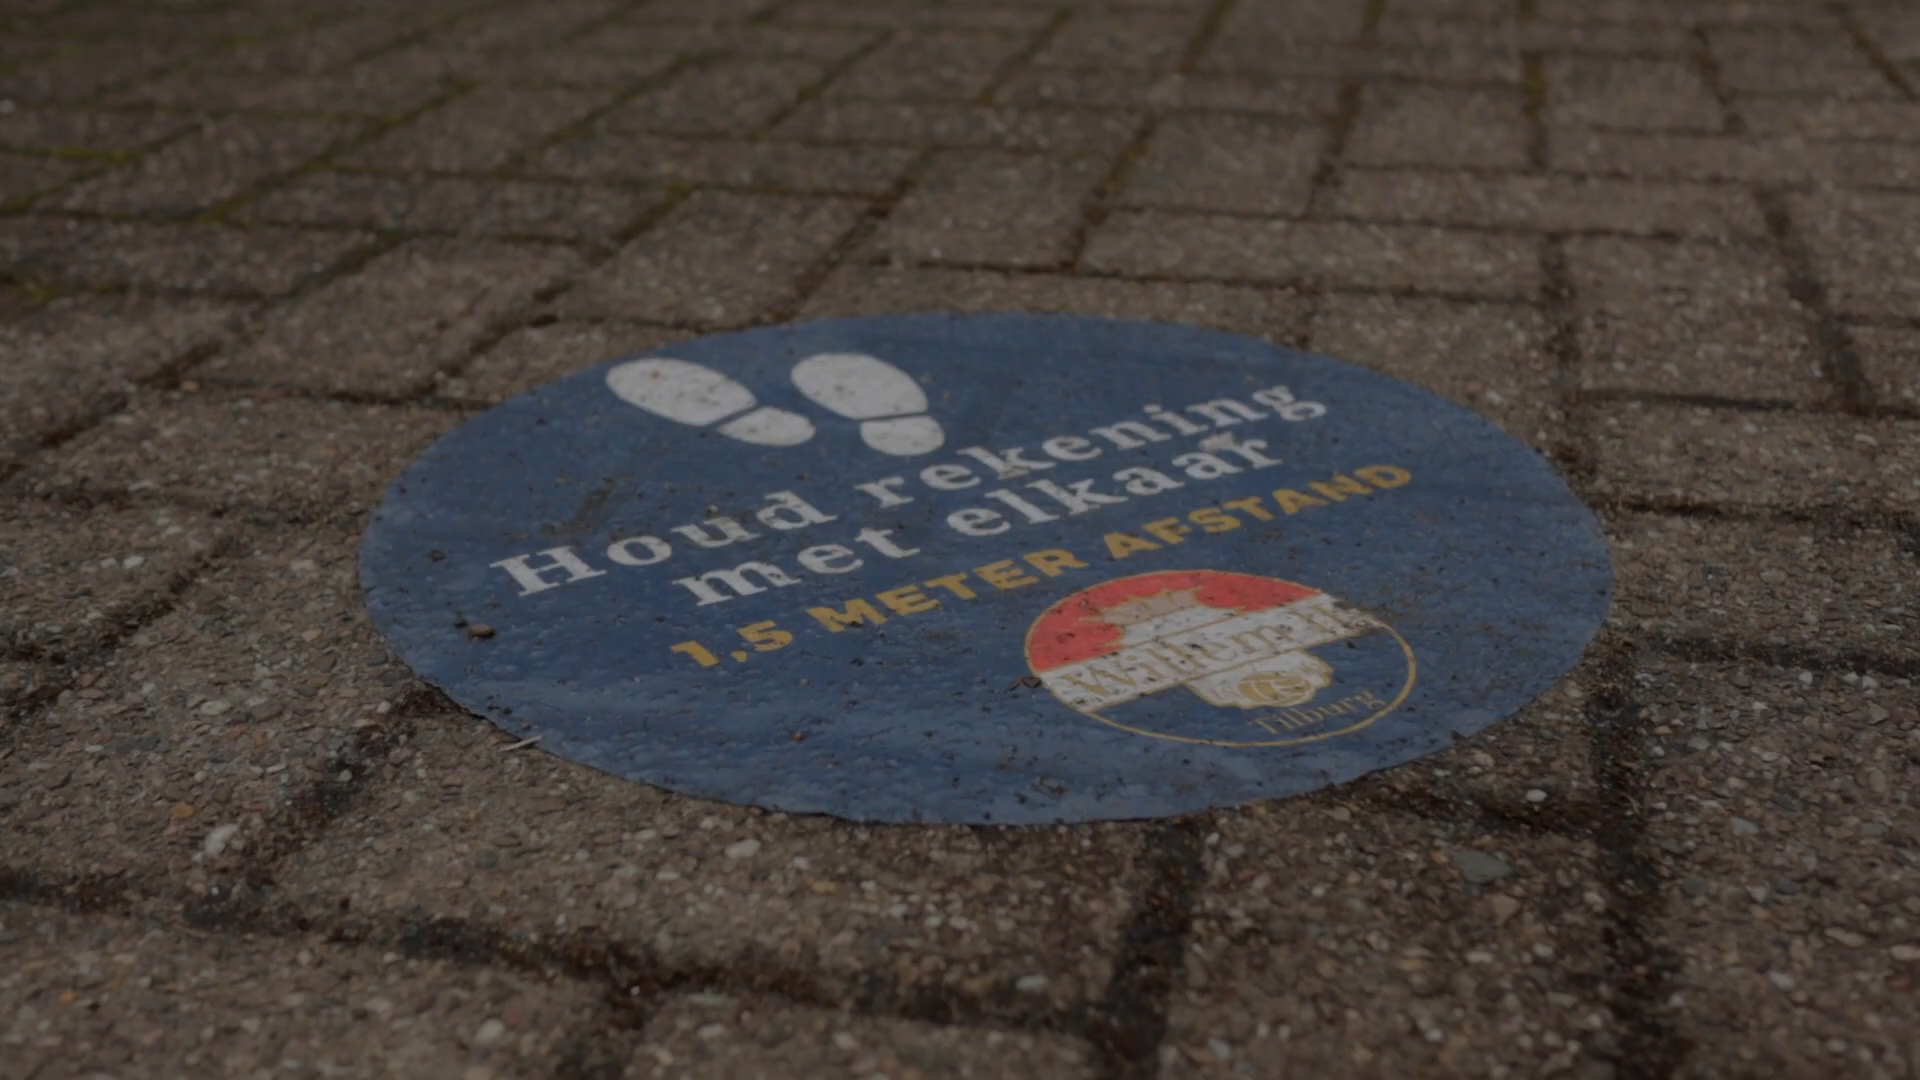 Houd rekening
met elkaar
1,5 METER AFSTAND
Willem II
Tilburg